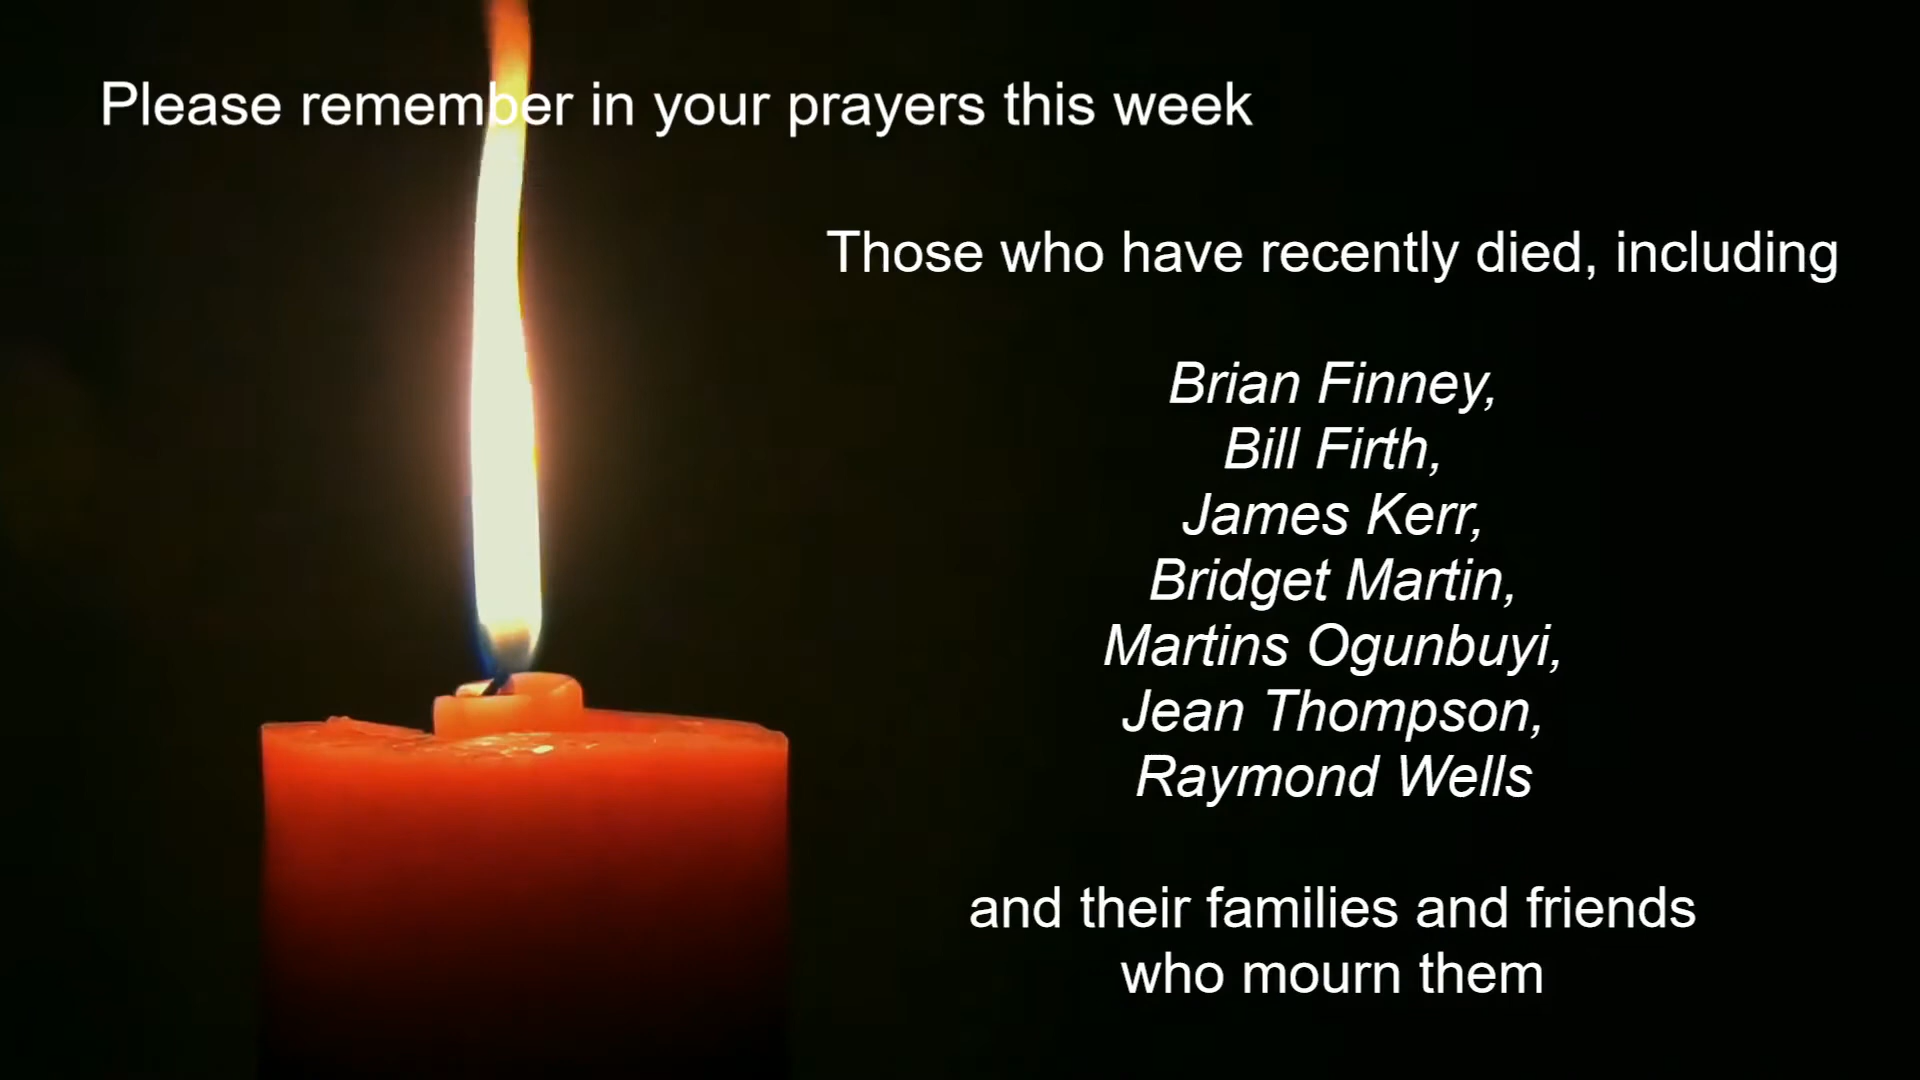 Please remember in your prayers this week
Those who have recently died, including
Brian Finney,
Bill Firth,
James Kerr,
Bridget Martin,
Martins Ogunbuyi,
Jean Thompson,
Raymond Wells
and their families and friends
who mourn them